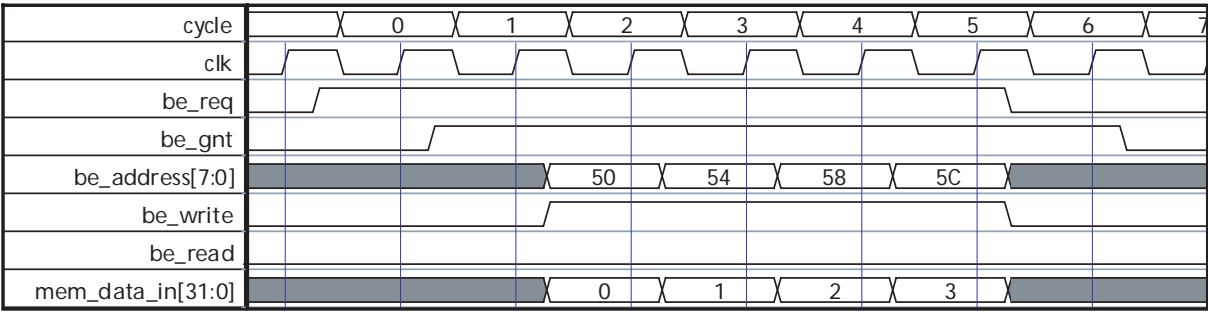 cycle 0 1 2 3 4 5 6 7
clk
be_req
be_gnt
be_address[7:0] 50 54 58 5C
be_write
be_read
mem_data_in[31:0] 0 1 2 3